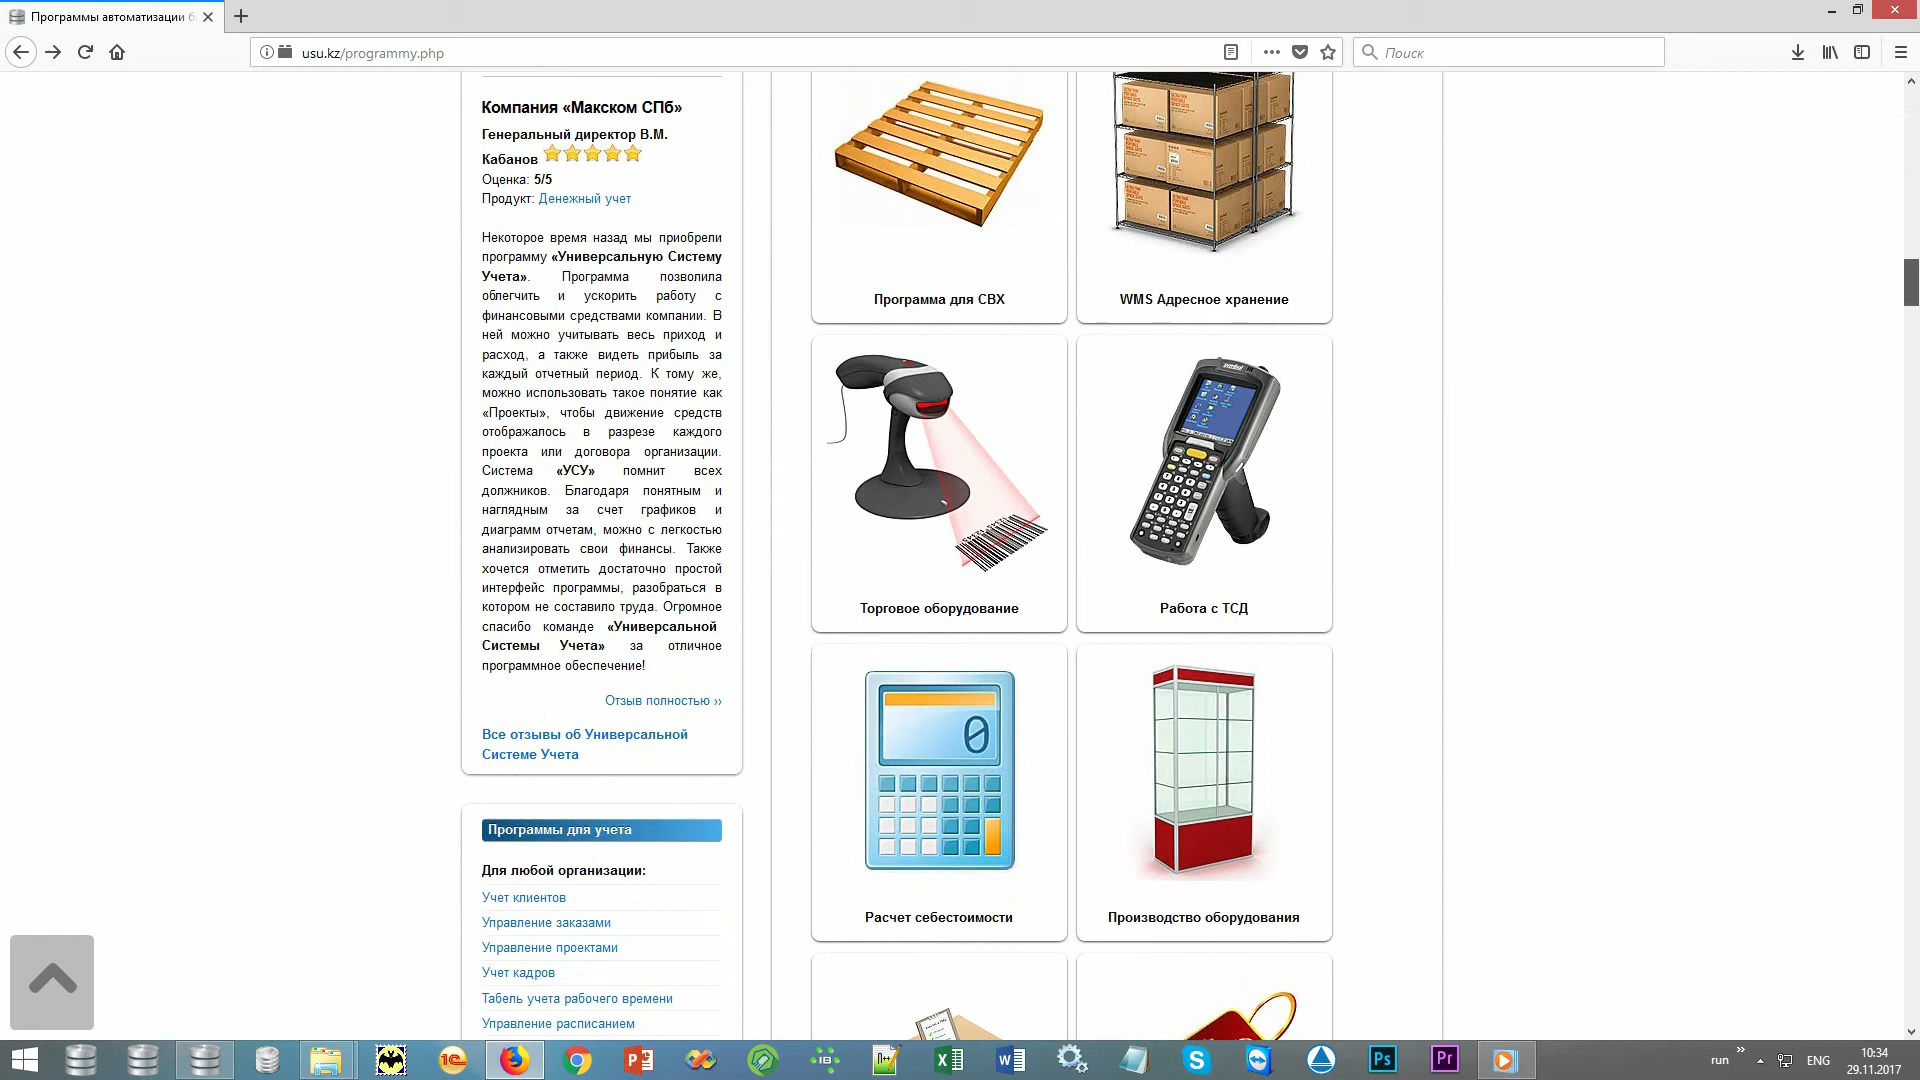 Программы автоматизации б
usu.kz/programmy.php
Поиск
Компания «Макском СПб»
Генеральный директор В.М.
Кабанов
Оценка: 5/5
Продукт: Денежный учет
Некоторое время назад мы приобрели
программу «Универсальную Систему
Учета». Программа позволила
облегчить и ускорить работу с
финансовыми средствами компании. В
ней можно учитывать весь приход и
расход, а также видеть прибыль за
каждый отчетный период. К тому же,
можно использовать такое понятие как
«Проекты», чтобы движение средств
отображалось в разрезе каждого
проекта или договора организации.
Система «УСУ» помнит всех
должников. Благодаря понятным и
наглядным за счет графиков и
диаграмм отчетам, можно с легкостью
анализировать свои финансы. Также
хочется отметить достаточно простой
интерфейс программы, разобраться в
котором не составило труда. Огромное
спасибо команде «Универсальной
Системы Учета» за отличное
программное обеспечение!
Отзыв полностью ››
Все отзывы об Универсальной
Системе Учета
Программы для учета
Для любой организации:
Учет клиентов
Управление заказами
Управление проектами
Учет кадров
Табель учета рабочего времени
Управление расписанием
Программа для СВХ
WMS Адресное хранение
symbol
Торговое оборудование
Работа с ТСД
0
Расчет себестоимости
Производство оборудования
run
ENG
10:34
29.11.2017